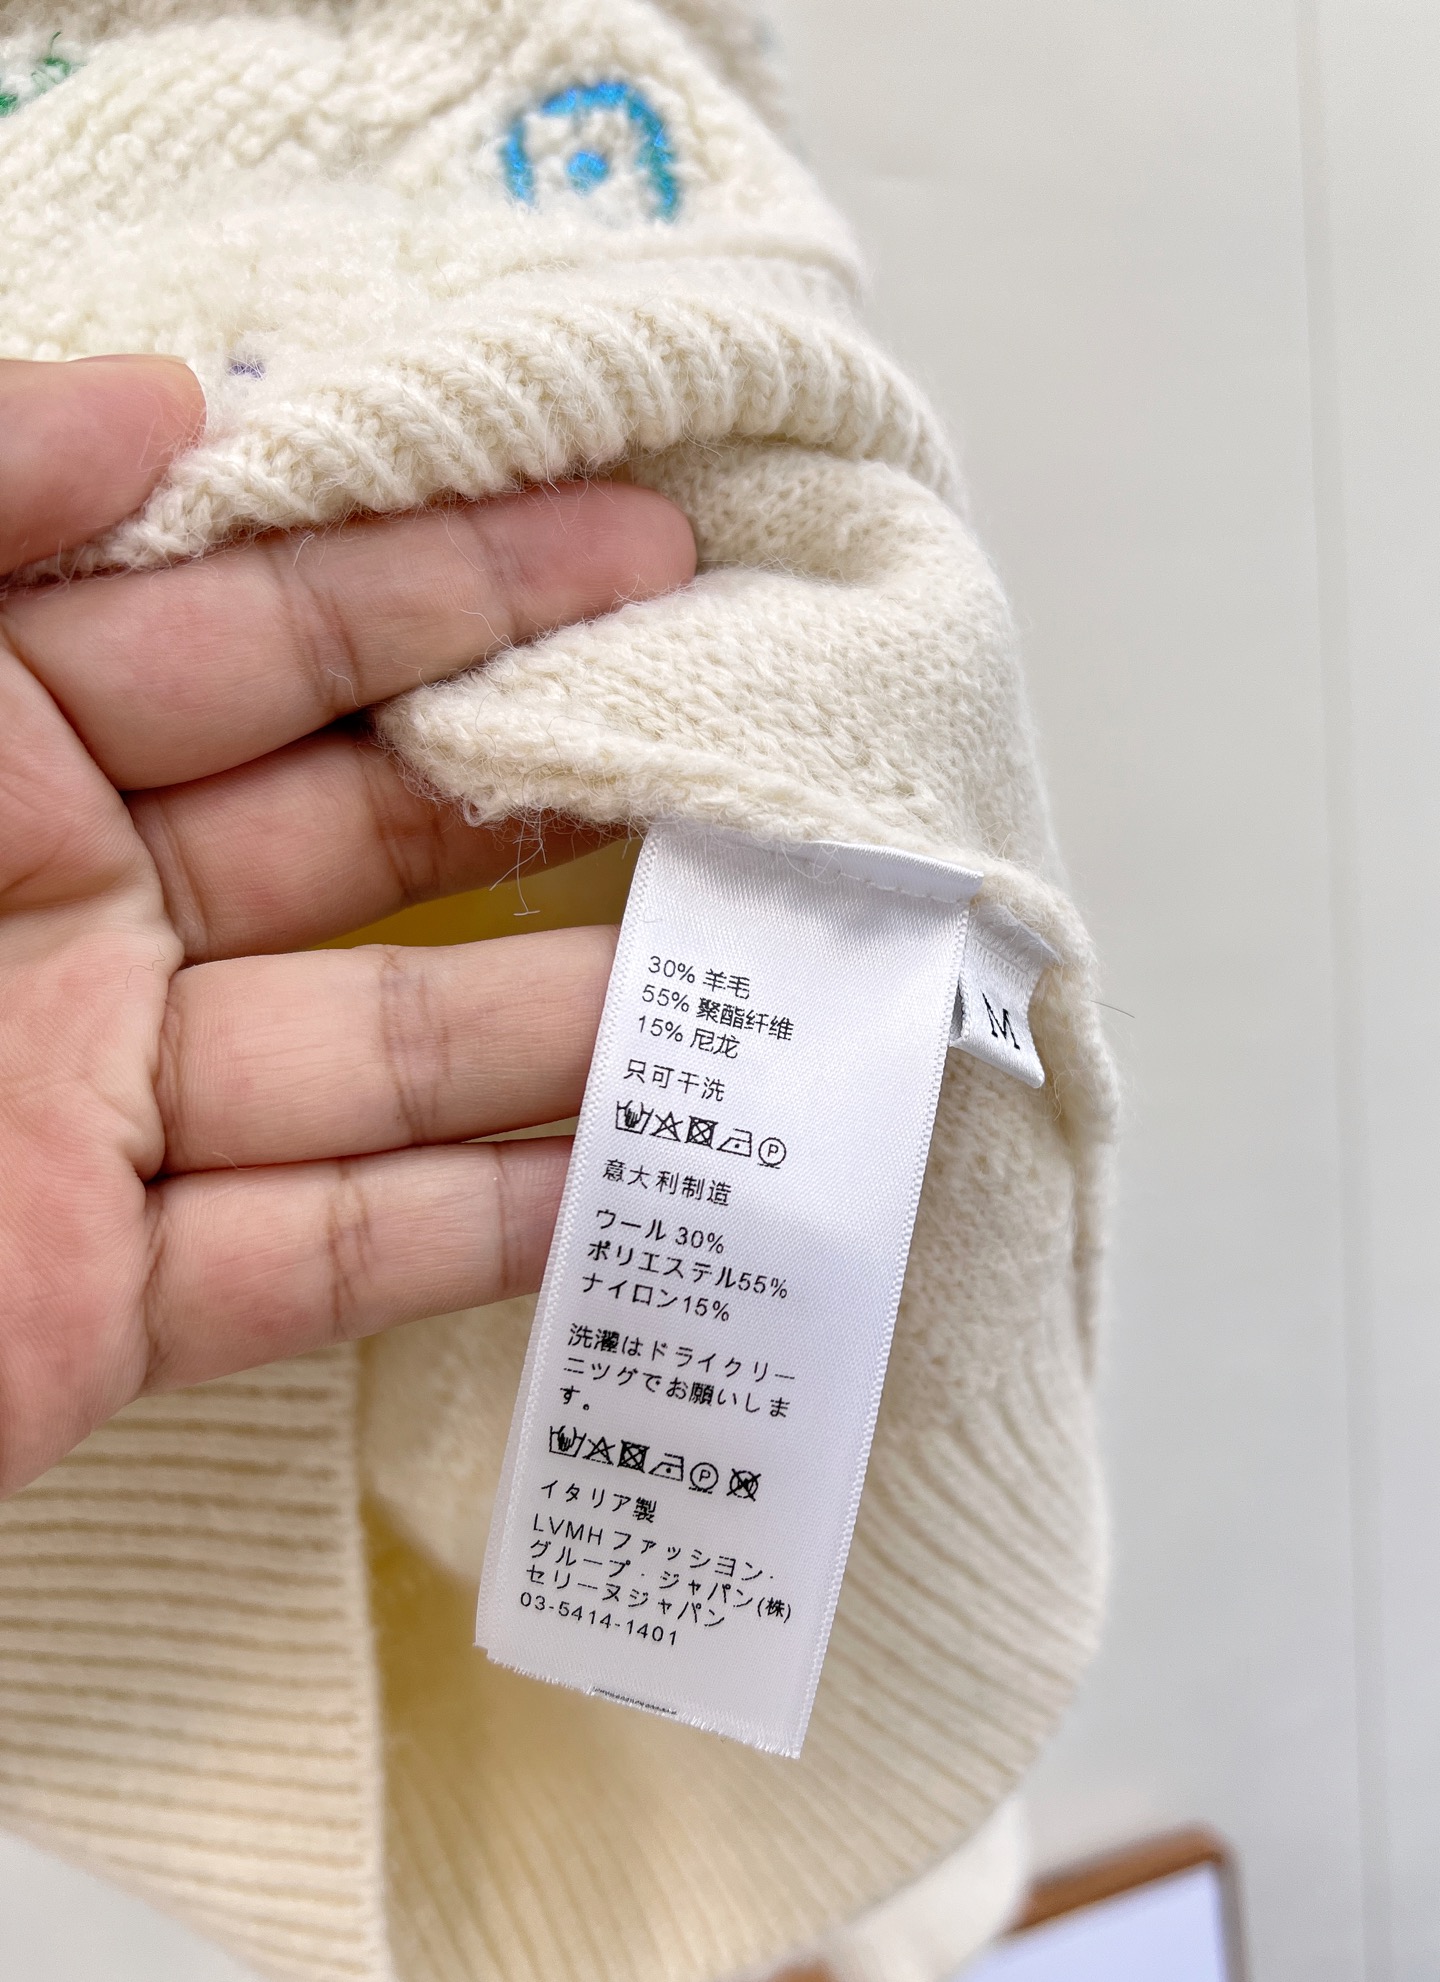 30% 羊毛
55% 聚酯纤维
15% 尼龙
只可干洗
P
意大利制造
ウール 30%
ポリエステル55%
ナイロン15%
洗濯はドライクリー
ニツグでお願いしま
す。
P
イタリア製
LVMH ファッション.
グループ . ジャパン(株)
セリーヌジャパン
03-5414-1401
M